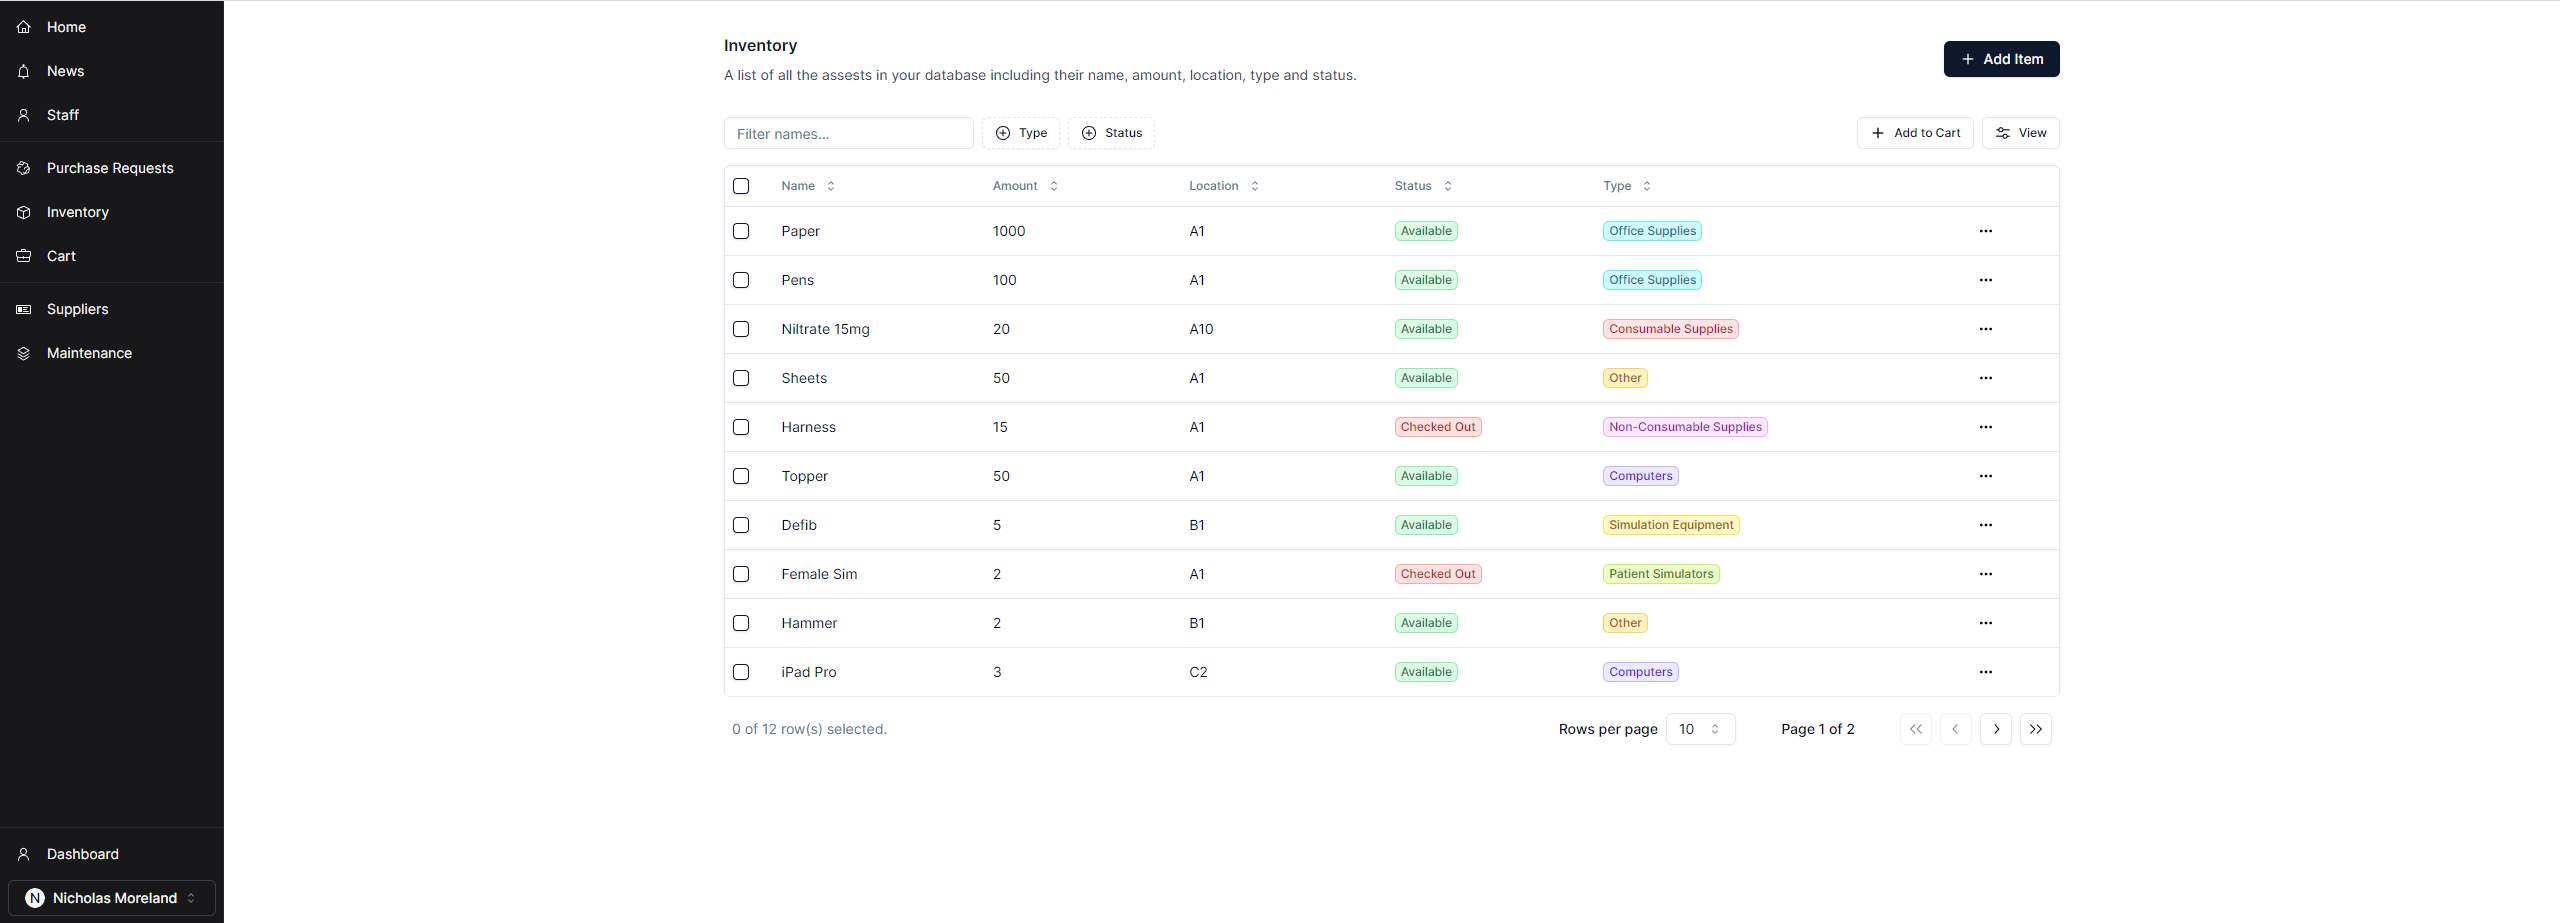 Home
News
Staff
Purchase Requests
Inventory
Cart
Suppliers
Maintenance
Dashboard
N Nicholas Moreland
Inventory
A list of all the assests in your database including their name, amount, location, type and status.
Add Item
Filter names... Type Status Add to Cart View
Name Amount Location Status Type
Paper 1000 A1 Available Office Supplies
Pens 100 A1 Available Office Supplies
Niltrate 15mg 20 A10 Available Consumable Supplies
Sheets 50 A1 Available Other
Harness 15 A1 Checked Out Non-Consumable Supplies
Topper 50 A1 Available Computers
Defib 5 B1 Available Simulation Equipment
Female Sim 2 A1 Checked Out Patient Simulators
Hammer 2 B1 Available Other
iPad Pro 3 C2 Available Computers
0 of 12 row(s) selected. Rows per page 10 Page 1 of 2